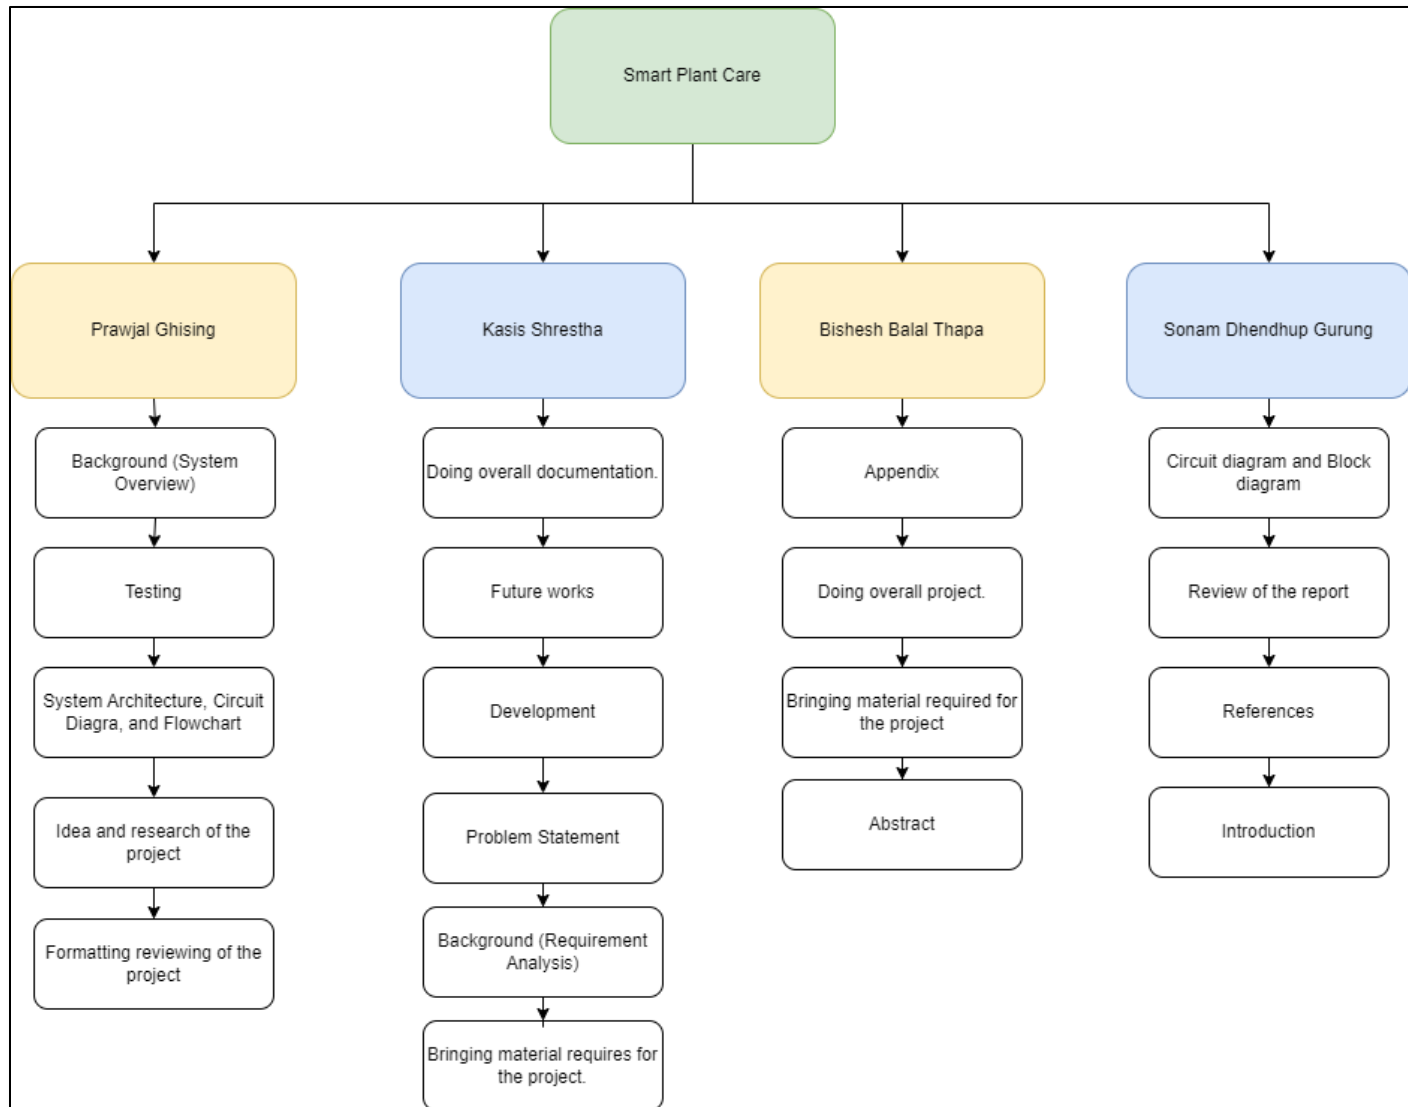 Smart Plant Care
Prawjal Ghising
Kasis Shrestha
Bishesh Balal Thapa
Sonam Dhendhup Gurung
Background (System
Overview)
Testing
System Architecture, Circuit
Diagra, and Flowchart
Idea and research of the
project
Formatting reviewing of the
project
Doing overall documentation.
Future works
Development
Problem Statement
Background (Requirement
Analysis)
Bringing material requires for
the project.
Appendix
Doing overall project.
Bringing material required for
the project
Abstract
Circuit diagram and Block
diagram
Review of the report
References
Introduction